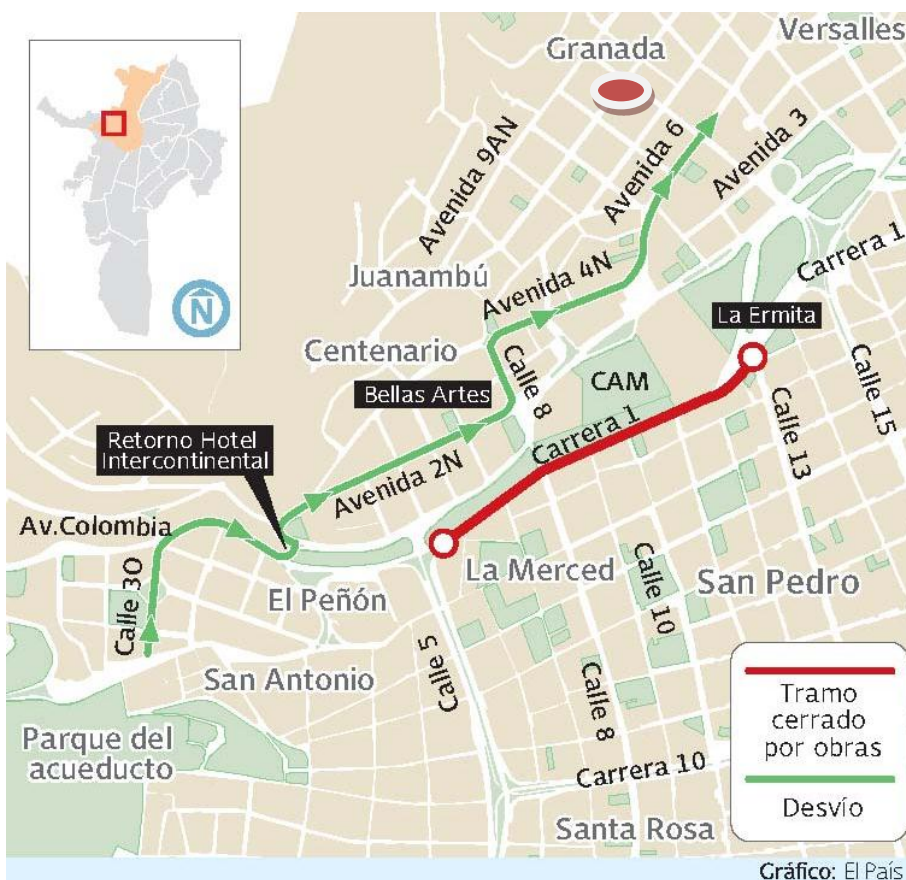 Versalles
Granada
N
Avenida 9AN
Avenida 6
Avenida 3
Juanambú
Avenida 4N
Carrera 1
La Ermita
Centenario
Calle 8
CAM
Bellas Artes
Carrera 1
Calle 13
Calle 15
Retorno Hotel
Intercontinental
Avenida 2N
Av.Colombia
La Merced
San Pedro
Calle 30
El Peñón
Calle 10
Calle 5
San Antonio
Calle 8
Parque del
acueducto
Carrera 10
Santa Rosa
Tramo
cerrado
por obras
Desvío
Gráfico: El País